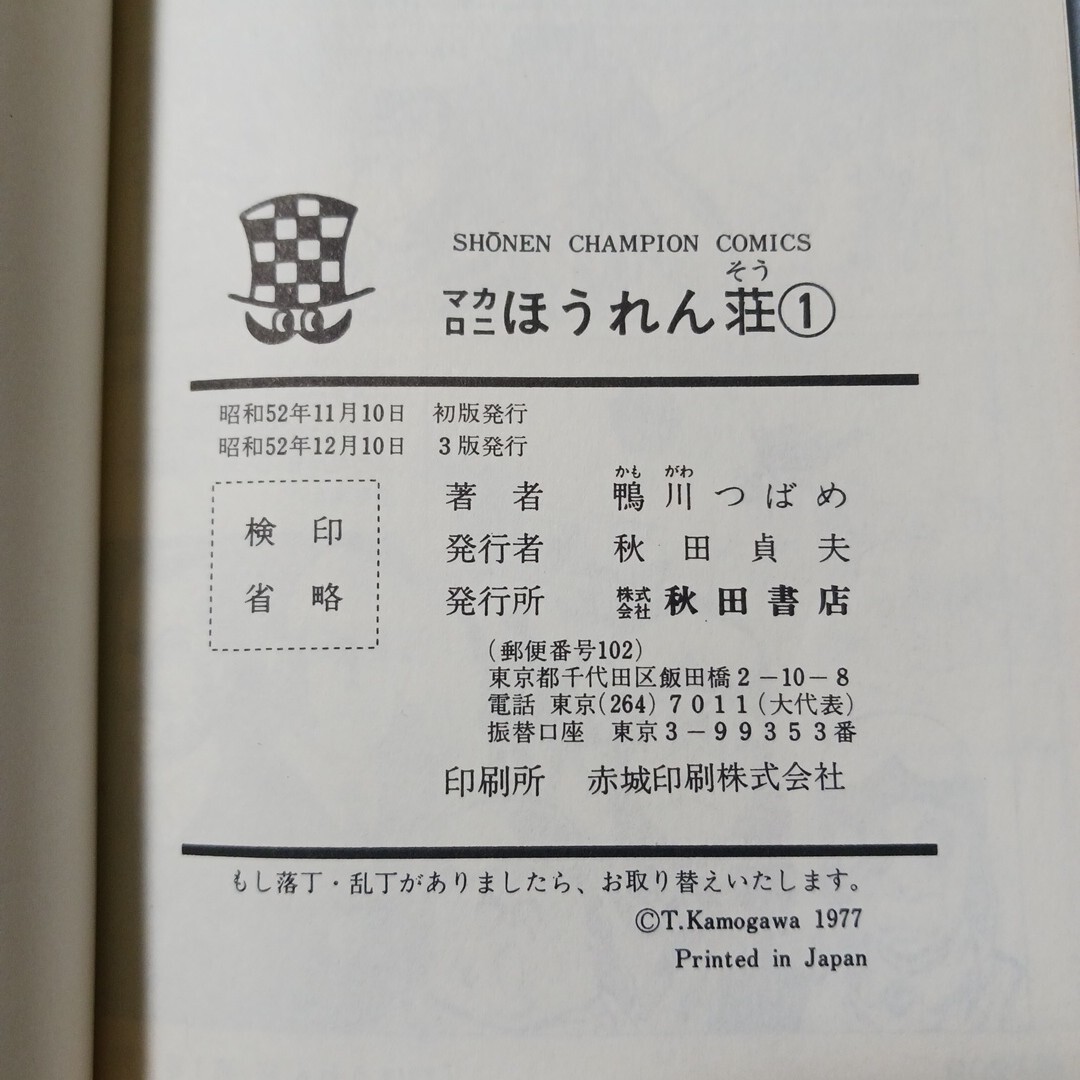 SHŌNEN CHAMPION COMICS
そう
マカロニほうれん荘①
昭和52年11月10日 初版発行
昭和52年12月10日 3版発行
検印
省略
かも がわ
著者 鴨川つばめ
発行者 秋田貞夫
発行所 株式会社 秋田書店
(郵便番号102)
東京都千代田区飯田橋2-10-8
電話 東京(264)7011(大代表)
振替口座 東京3-99353番
印刷所 赤城印刷株式会社
もし落丁・乱丁がありましたら、お取り替えいたします。
©T.Kamogawa 1977
Printed in Japan